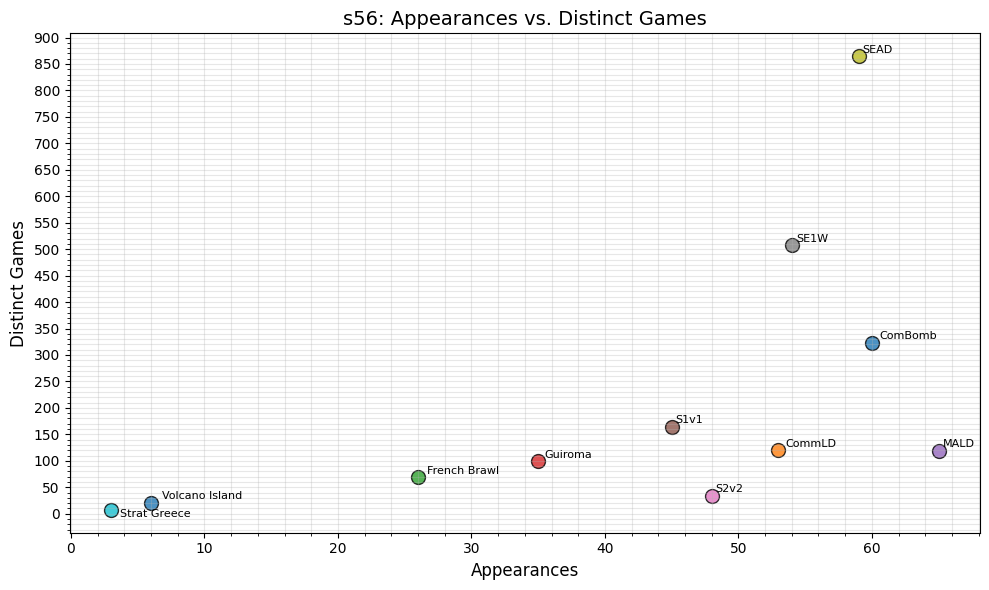 s56: Appearances vs. Distinct Games
Distinct Games
900
850
800
750
700
650
600
550
500
450
400
350
300
250
200
150
100
50
0
SEAD
SE1W
ComBomb
S1v1
CommLD
MALD
Guiroma
French Brawl
S2v2
Volcano Island
Strat Greece
0 10 20 30 40 50 60
Appearances